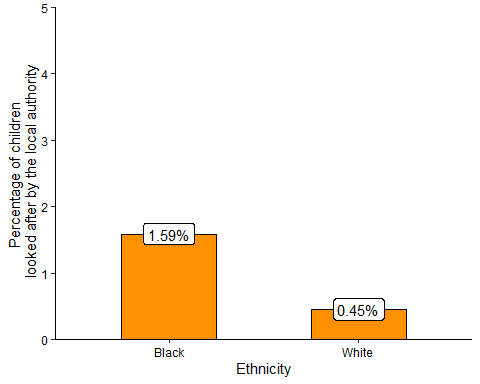 Percentage of children
looked after by the local authority
5
4
3
2
1
0
1.59%
0.45%
Black
White
Ethnicity